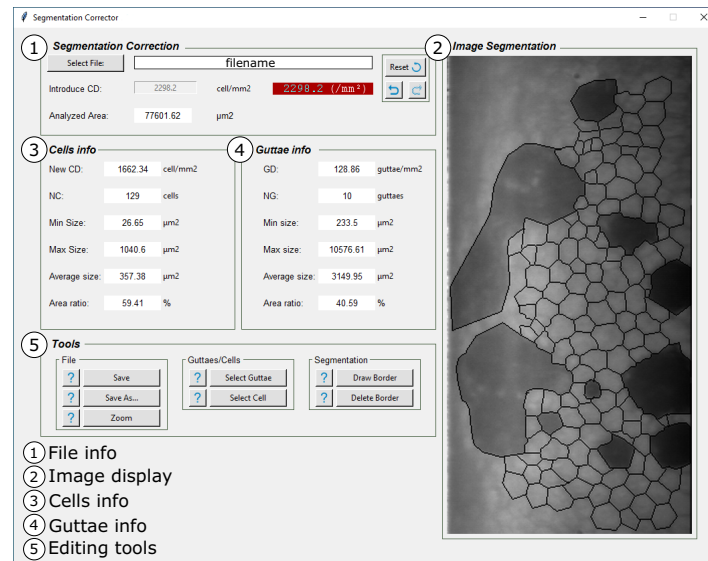 Segmentation Corrector
1 Segmentation Correction
Select File: filename Reset
Introduce CD: 2298.2 cell/mm2 2298.2 (/mm²)
Analyzed Area: 77601.62 µm2
2 Image Segmentation
3 Cells info
New CD: 1662.34 cell/mm2
NC: 129 cells
Min Size: 26.65 µm2
Max Size: 1040.6 µm2
Average size: 357.38 µm2
Area ratio: 59.41 %
4 Guttae info
GD: 128.86 guttae/mm2
NG: 10 guttaes
Min size: 233.5 µm2
Max size: 10576.61 µm2
Average size: 3149.95 µm2
Area ratio: 40.59 %
5 Tools
File
? Save
? Save As...
? Zoom
Guttaes/Cells
? Select Guttae
? Select Cell
Segmentation
? Draw Border
? Delete Border
1 File info
2 Image display
3 Cells info
4 Guttae info
5 Editing tools